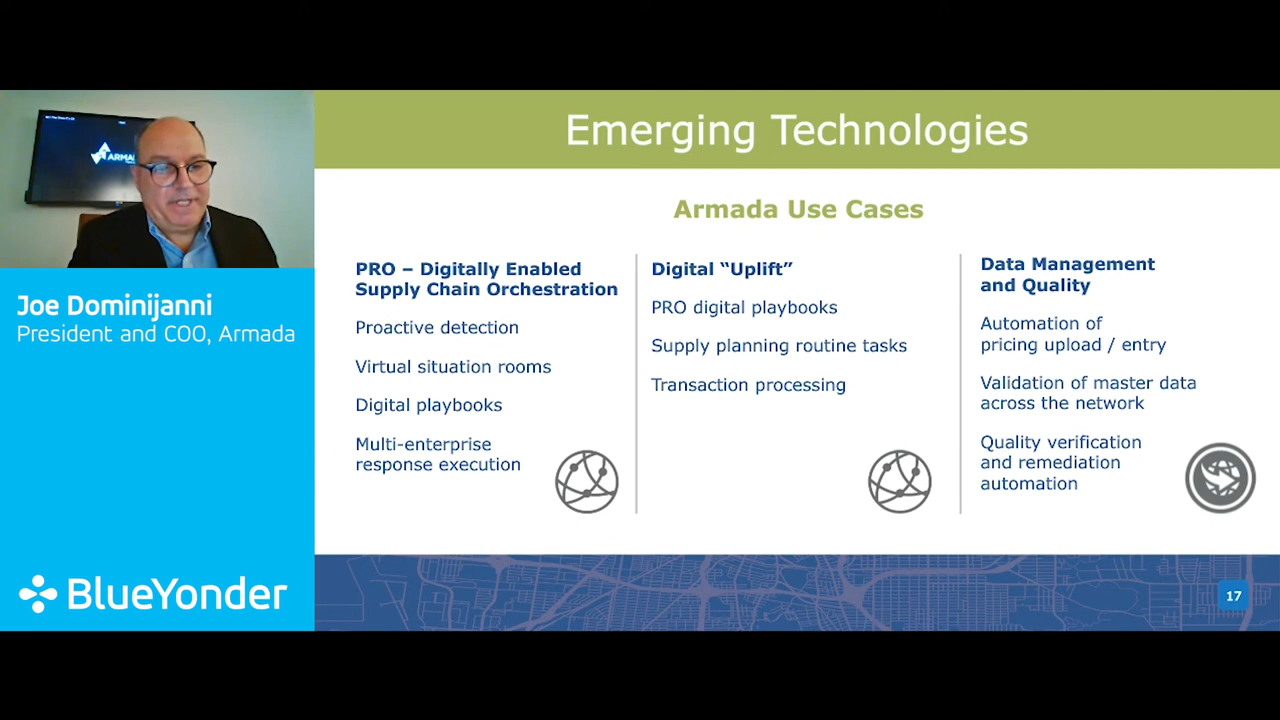 ARMA
Joe Dominijanni
President and COO, Armada
BlueYonder
Emerging Technologies
Armada Use Cases
PRO – Digitally Enabled
Supply Chain Orchestration
Proactive detection
Virtual situation rooms
Digital playbooks
Multi-enterprise
response execution
Digital “Uplift”
PRO digital playbooks
Supply planning routine tasks
Transaction processing
Data Management
and Quality
Automation of
pricing upload / entry
Validation of master data
across the network
Quality verification
and remediation
automation
17